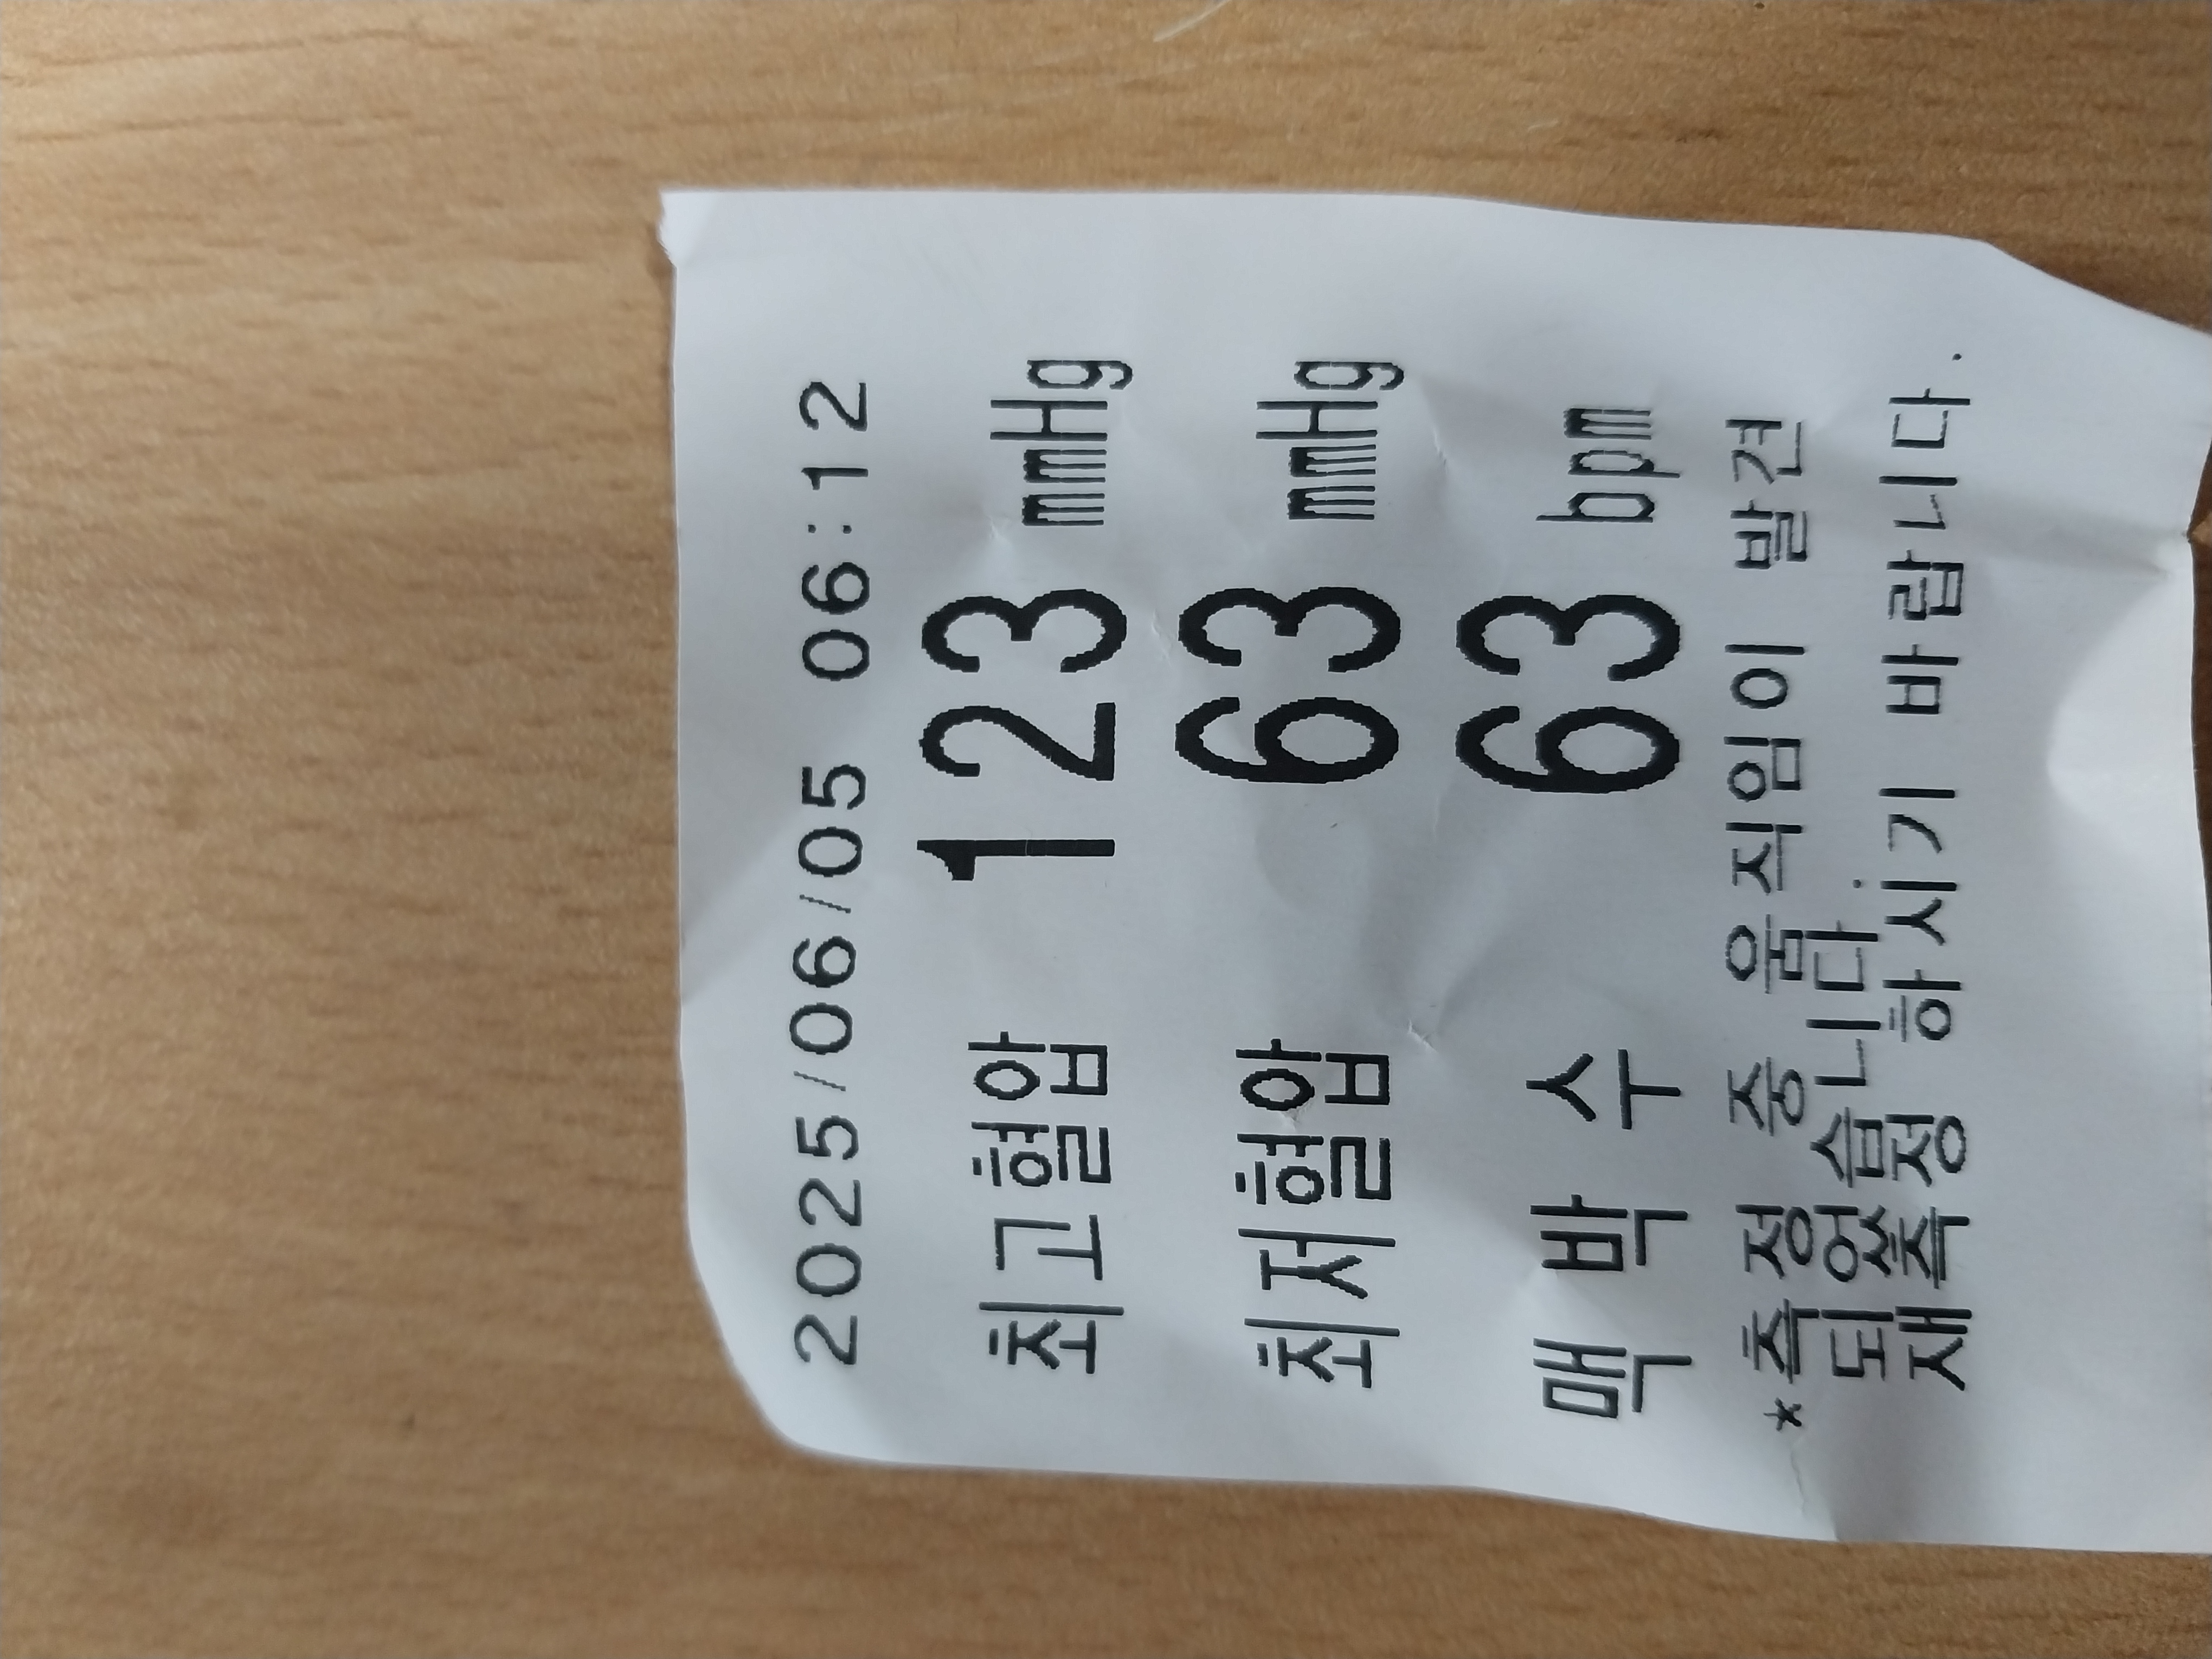 2025/06/05 06:12
최고혈압 123 mmHg
최저혈압 63 mmHg
맥 박 수 63 bpm
*측정 중 움직임이 발견
되었습니다.
재측정 하시기 바랍니다.